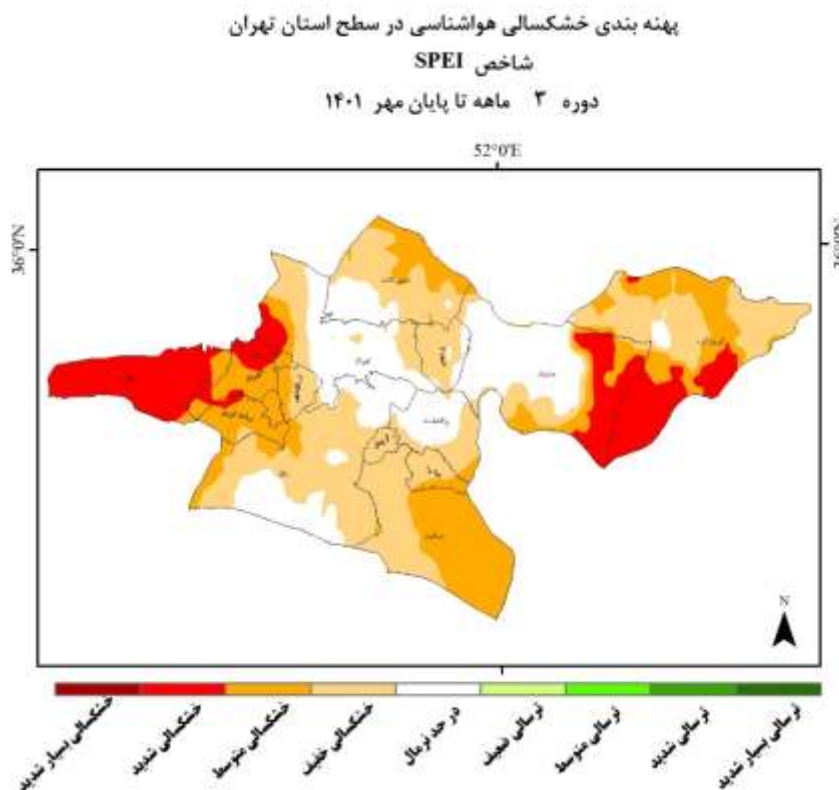 پهنه بندی خشکسالی هواشناسی در سطح استان تهران
شاخص SPEI
دوره ۳ ماهه تا پایان مهر ۱۴۰۱
52°0'E
36°0'N
36°0'N
N
خشکسالی بسیار شدید
خشکسالی شدید
خشکسالی متوسط
خشکسالی خفیف
در حد نرمال
ترسالی ضعیف
ترسالی متوسط
ترسالی شدید
ترسالی بسیار شدید